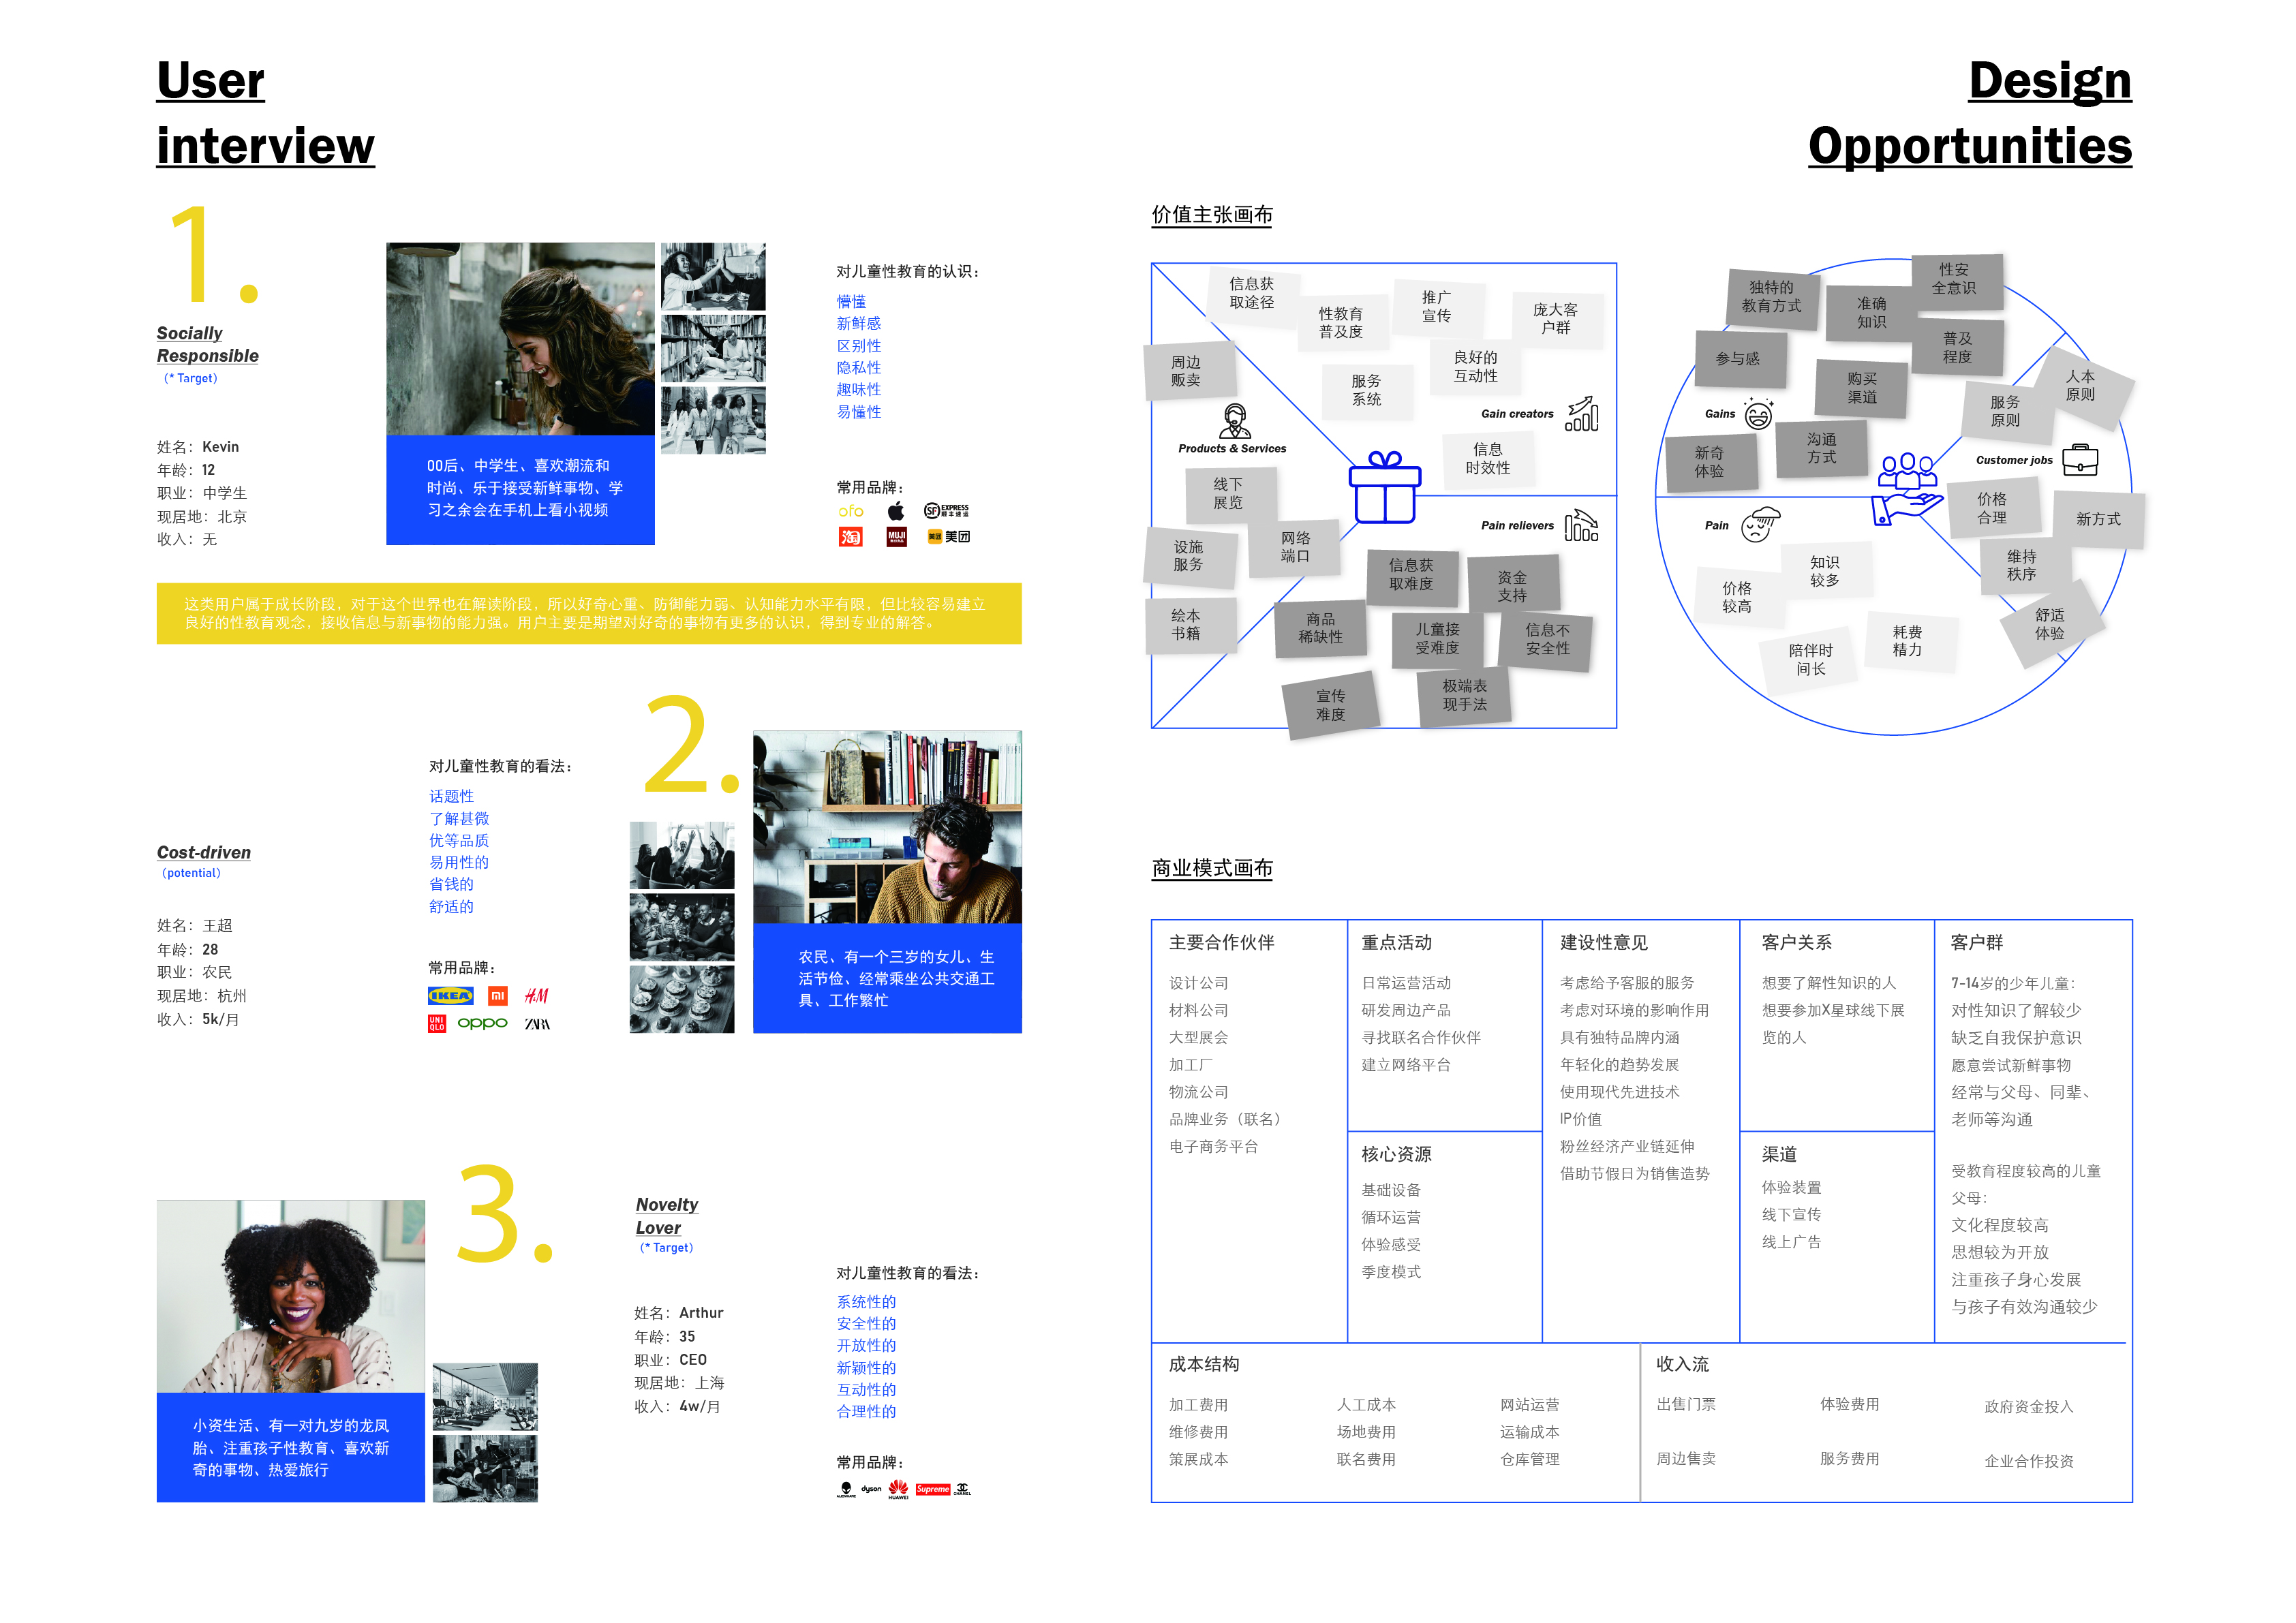 User
interview
Design
Opportunities
1.
Socially
Responsible
(* Target)
姓名：Kevin
年龄：12
职业：中学生
现居地：北京
收入：无
00后、中学生、喜欢潮流和
时尚、乐于接受新鲜事物、学
习之余会在手机上看小视频
对儿童性教育的认识：
懵懂
新鲜感
区别性
隐私性
趣味性
易懂性
常用品牌：
ofo
SF EXPRESS
顺丰速运
淘
MUJI
無印良品
美团 美团
这类用户属于成长阶段，对于这个世界也在解读阶段，所以好奇心重、防御能力弱、认知能力水平有限，但比较容易建立
良好的性教育观念，接收信息与新事物的能力强。用户主要是期望对好奇的事物有更多的认识，得到专业的解答。
2.
Cost-driven
(potential)
姓名：王超
年龄：28
职业：农民
现居地：杭州
收入：5k/月
对儿童性教育的看法：
话题性
了解甚微
优等品质
易用性的
省钱的
舒适的
常用品牌：
IKEA
mi
H&M
UNI
QLO
oppo
ZARA
农民、有一个三岁的女儿、生
活节俭、经常乘坐公共交通工
具、工作繁忙
3.
Novelty
Lover
(* Target)
姓名：Arthur
年龄：35
职业：CEO
现居地：上海
收入：4w/月
小资生活、有一对九岁的龙凤
胎、注重孩子性教育、喜欢新
奇的事物、热爱旅行
对儿童性教育的看法：
系统性的
安全性的
开放性的
新颖性的
互动性的
合理性的
常用品牌：
ALIENWARE
dyson
HUAWEI
Supreme
CHANEL
价值主张画布
信息获
取途径
性教育
普及度
推广
宣传
庞大客
户群
周边
贩卖
服务
系统
良好的
互动性
Gain creators
Products & Services
信息
时效性
线下
展览
Pain relievers
设施
服务
网络
端口
信息获
取难度
资金
支持
绘本
书籍
商品
稀缺性
儿童接
受难度
信息不
安全性
宣传
难度
极端表
现手法
独特的
教育方式
准确
知识
性安
全意识
参与感
普及
程度
购买
渠道
人本
原则
服务
原则
Gains
新奇
体验
沟通
方式
Customer jobs
价格
合理
新方式
Pain
维持
秩序
知识
较多
价格
较高
舒适
体验
陪伴时
间长
耗费
精力
商业模式画布
主要合作伙伴
设计公司
材料公司
大型展会
加工厂
物流公司
品牌业务（联名）
电子商务平台
重点活动
日常运营活动
研发周边产品
寻找联名合作伙伴
建立网络平台
核心资源
基础设备
循环运营
体验感受
季度模式
建设性意见
考虑给予客服的服务
考虑对环境的影响作用
具有独特品牌内涵
年轻化的趋势发展
使用现代先进技术
IP价值
粉丝经济产业链延伸
借助节假日为销售造势
客户关系
想要了解性知识的人
想要参加X星球线下展
览的人
渠道
体验装置
线下宣传
线上广告
客户群
7-14岁的少年儿童：
对性知识了解较少
缺乏自我保护意识
愿意尝试新鲜事物
经常与父母、同辈、
老师等沟通
受教育程度较高的儿童
父母：
文化程度较高
思想较为开放
注重孩子身心发展
与孩子有效沟通较少
成本结构
加工费用 人工成本 网站运营
维修费用 场地费用 运输成本
策展成本 联名费用 仓库管理
收入流
出售门票 体验费用 政府资金投入
周边售卖 服务费用 企业合作投资